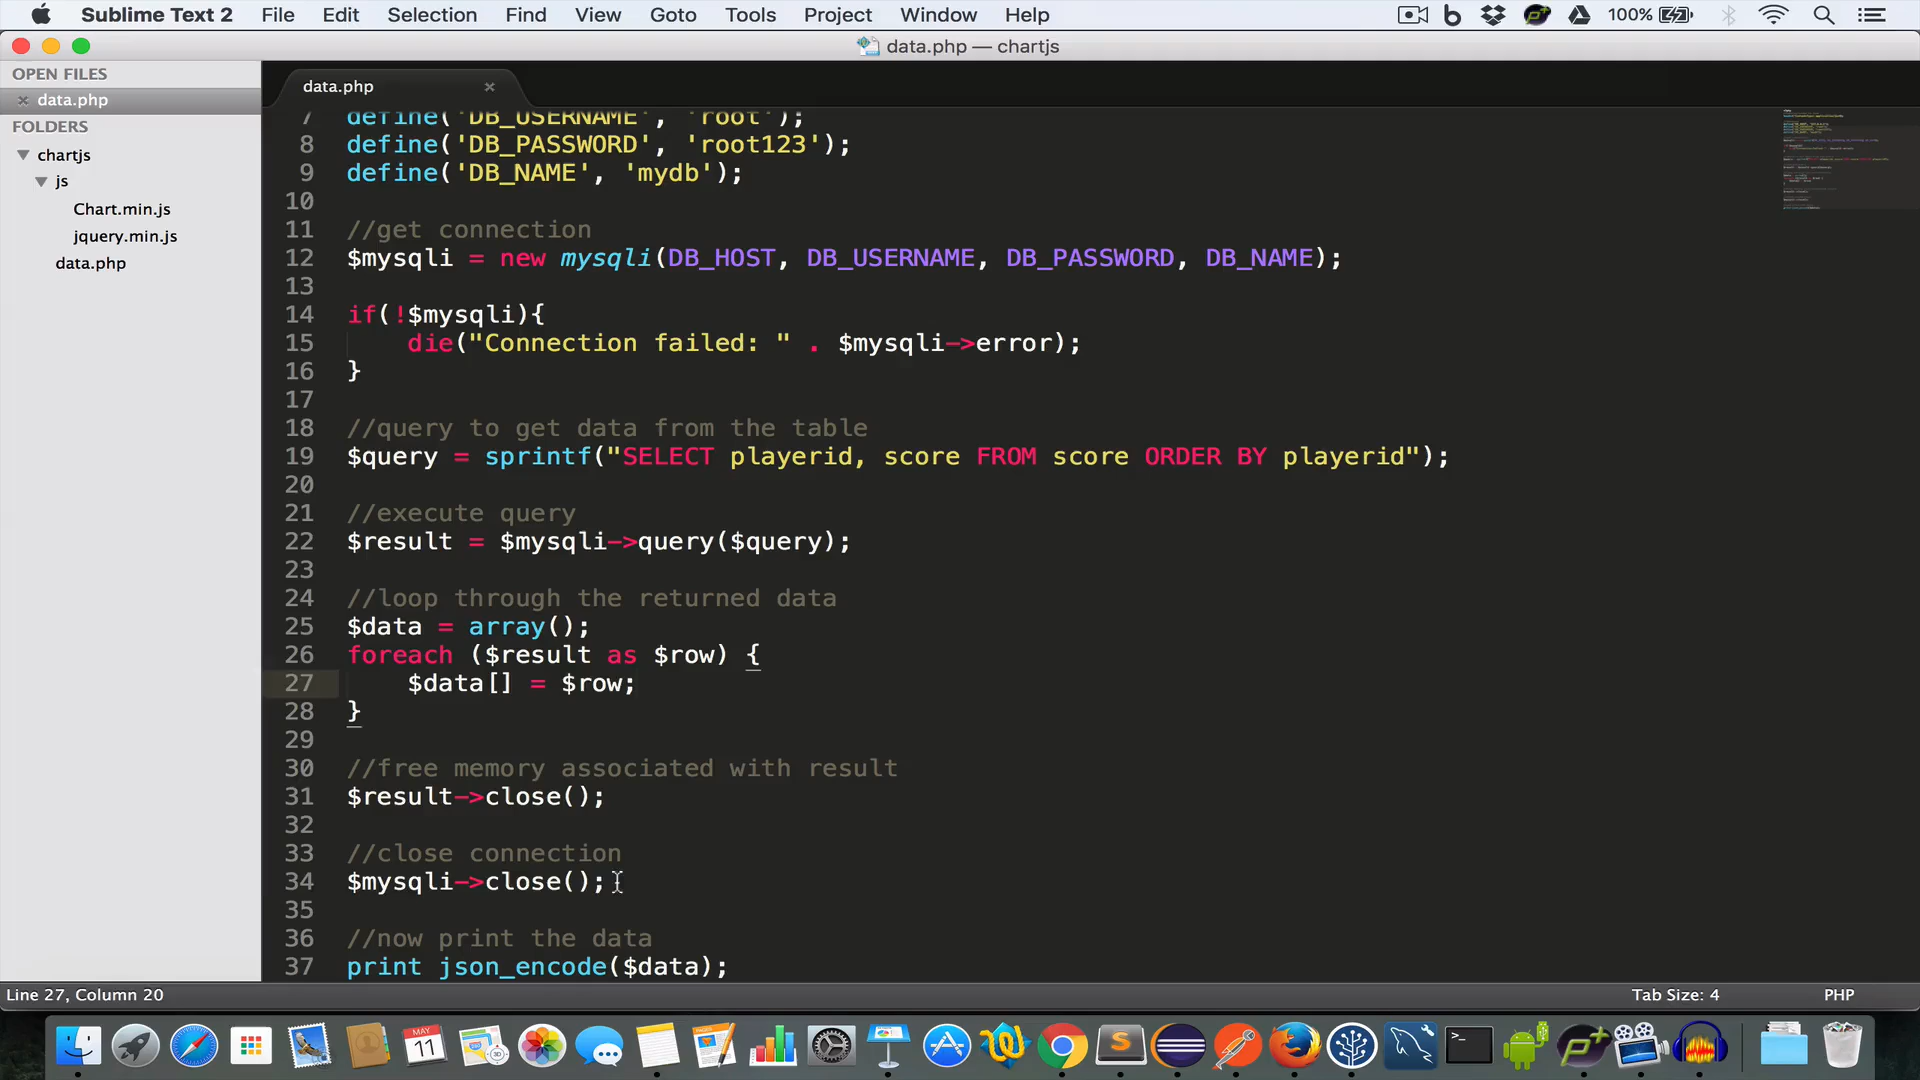 Sublime Text 2 File Edit Selection Find View Goto Tools Project Window Help 100%
data.php — chartjs
OPEN FILES
data.php
FOLDERS
chartjs
js
Chart.min.js
jquery.min.js
data.php
data.php
7 define('DB_USERNAME', 'root');
8 define('DB_PASSWORD', 'root123');
9 define('DB_NAME', 'mydb');
10
11 //get connection
12 $mysqli = new mysqli(DB_HOST, DB_USERNAME, DB_PASSWORD, DB_NAME);
13
14 if(!$mysqli){
15 die("Connection failed: " . $mysqli->error);
16 }
17
18 //query to get data from the table
19 $query = sprintf("SELECT playerid, score FROM score ORDER BY playerid");
20
21 //execute query
22 $result = $mysqli->query($query);
23
24 //loop through the returned data
25 $data = array();
26 foreach ($result as $row) {
27 $data[] = $row;
28 }
29
30 //free memory associated with result
31 $result->close();
32
33 //close connection
34 $mysqli->close();
35
36 //now print the data
37 print json_encode($data);
Line 27, Column 20 Tab Size: 4 PHP
MAY
11